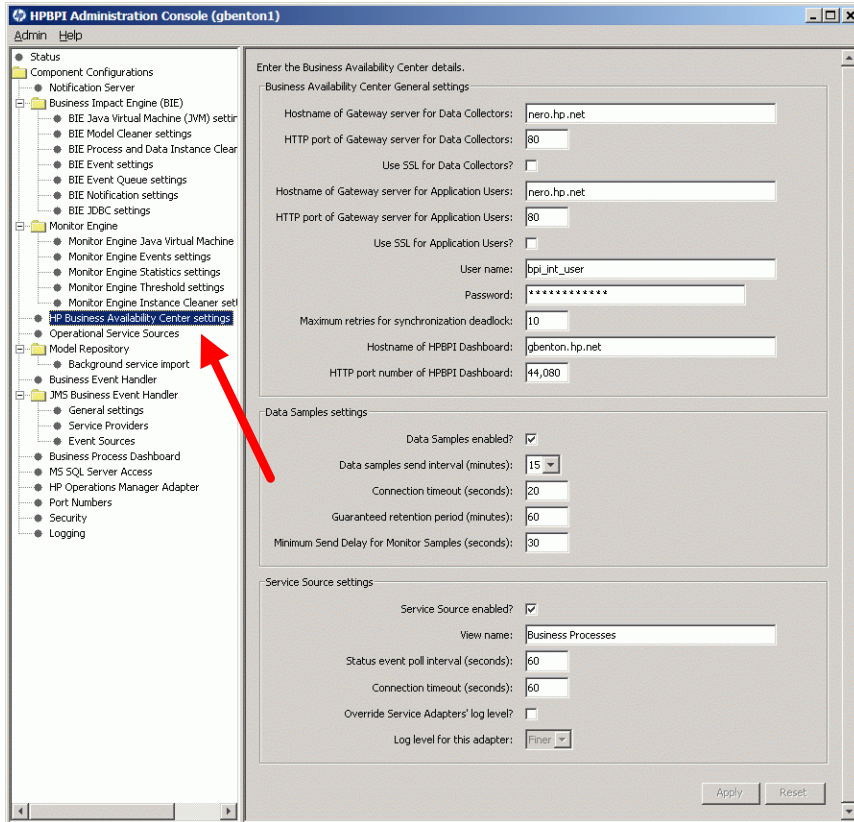 HPBPI Administration Console (gbenton1)
Admin Help
Status
Component Configurations
Notification Server
Business Impact Engine (BIE)
BIE Java Virtual Machine (JVM) settir
BIE Model Cleaner settings
BIE Process and Data Instance Clear
BIE Event settings
BIE Event Queue settings
BIE Notification settings
BIE JDBC settings
Monitor Engine
Monitor Engine Java Virtual Machine
Monitor Engine Events settings
Monitor Engine Statistics settings
Monitor Engine Threshold settings
Monitor Engine Instance Cleaner sett
HP Business Availability Center settings
Operational Service Sources
Model Repository
Background service import
Business Event Handler
JMS Business Event Handler
General settings
Service Providers
Event Sources
Business Process Dashboard
MS SQL Server Access
HP Operations Manager Adapter
Port Numbers
Security
Logging
Enter the Business Availability Center details.
Business Availability Center General settings
Hostname of Gateway server for Data Collectors: nero.hp.net
HTTP port of Gateway server for Data Collectors: 80
Use SSL for Data Collectors?
Hostname of Gateway server for Application Users: nero.hp.net
HTTP port of Gateway server for Application Users: 80
Use SSL for Application Users?
User name: bpi_int_user
Password: ************
Maximum retries for synchronization deadlock: 10
Hostname of HPBPI Dashboard: gbenton.hp.net
HTTP port number of HPBPI Dashboard: 44,080
Data Samples settings
Data Samples enabled?
Data samples send interval (minutes): 15
Connection timeout (seconds): 20
Guaranteed retention period (minutes): 60
Minimum Send Delay for Monitor Samples (seconds): 30
Service Source settings
Service Source enabled?
View name: Business Processes
Status event poll interval (seconds): 60
Connection timeout (seconds): 60
Override Service Adapters' log level?
Log level for this adapter: Finer
Apply Reset